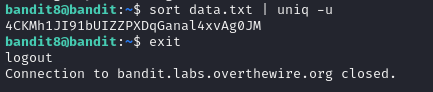 bandit8@bandit:~$ sort data.txt | uniq -u
4CKMh1JI91bUIZZPXDqGanal4xvAg0JM
bandit8@bandit:~$ exit
logout
Connection to bandit.labs.overthewire.org closed.